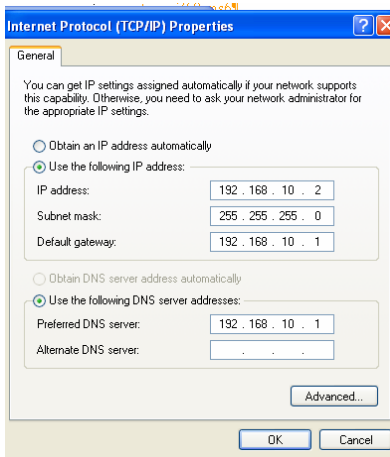 Internet Protocol (TCP/IP) Properties
General
You can get IP settings assigned automatically if your network supports
this capability. Otherwise, you need to ask your network administrator for
the appropriate IP settings.
Obtain an IP address automatically
Use the following IP address:
IP address: 192 . 168 . 10 . 2
Subnet mask: 255 . 255 . 255 . 0
Default gateway: 192 . 168 . 10 . 1
Obtain DNS server address automatically
Use the following DNS server addresses:
Preferred DNS server: 192 . 168 . 10 . 1
Alternate DNS server: . . .
Advanced...
OK Cancel